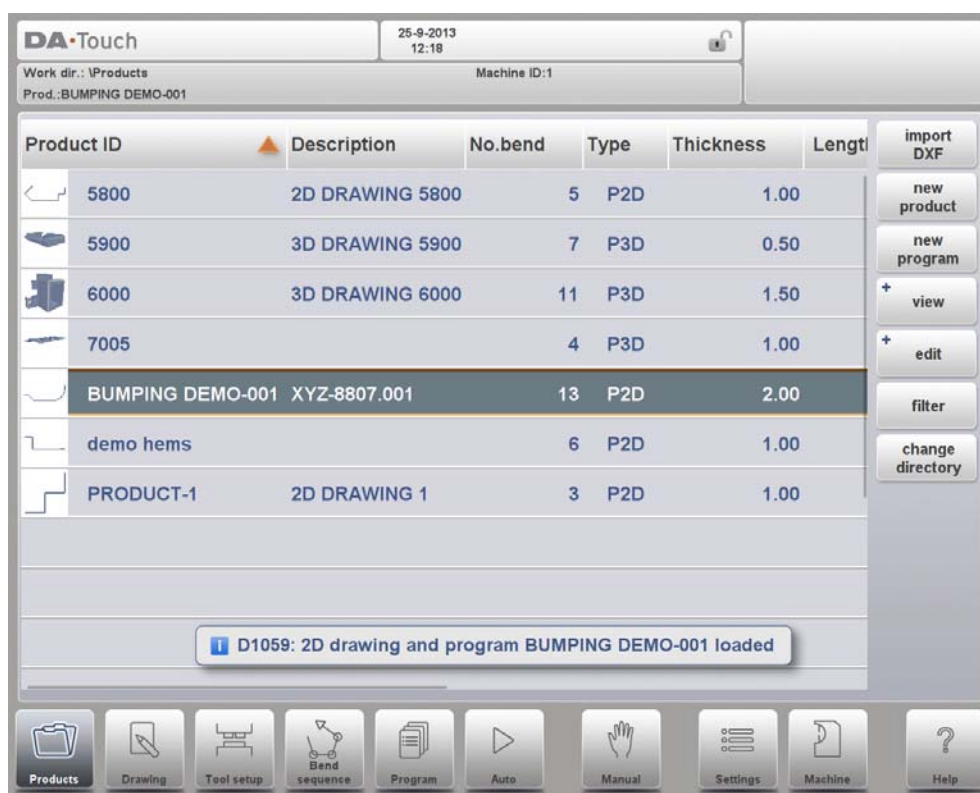 DA•Touch
25-9-2013
12:18
Work dir.: \Products
Machine ID:1
Prod.:BUMPING DEMO-001
Product ID Description No.bend Type Thickness Lengt
5800 2D DRAWING 5800 5 P2D 1.00
5900 3D DRAWING 5900 7 P3D 0.50
6000 3D DRAWING 6000 11 P3D 1.50
7005 4 P3D 1.00
BUMPING DEMO-001 XYZ-8807.001 13 P2D 2.00
demo hems 6 P2D 1.00
PRODUCT-1 2D DRAWING 1 3 P2D 1.00
import
DXF
new
product
new
program
+ view
+ edit
filter
change
directory
i D1059: 2D drawing and program BUMPING DEMO-001 loaded
Products
Drawing
Tool setup
Bend
sequence
Program
Auto
Manual
Settings
Machine
? Help